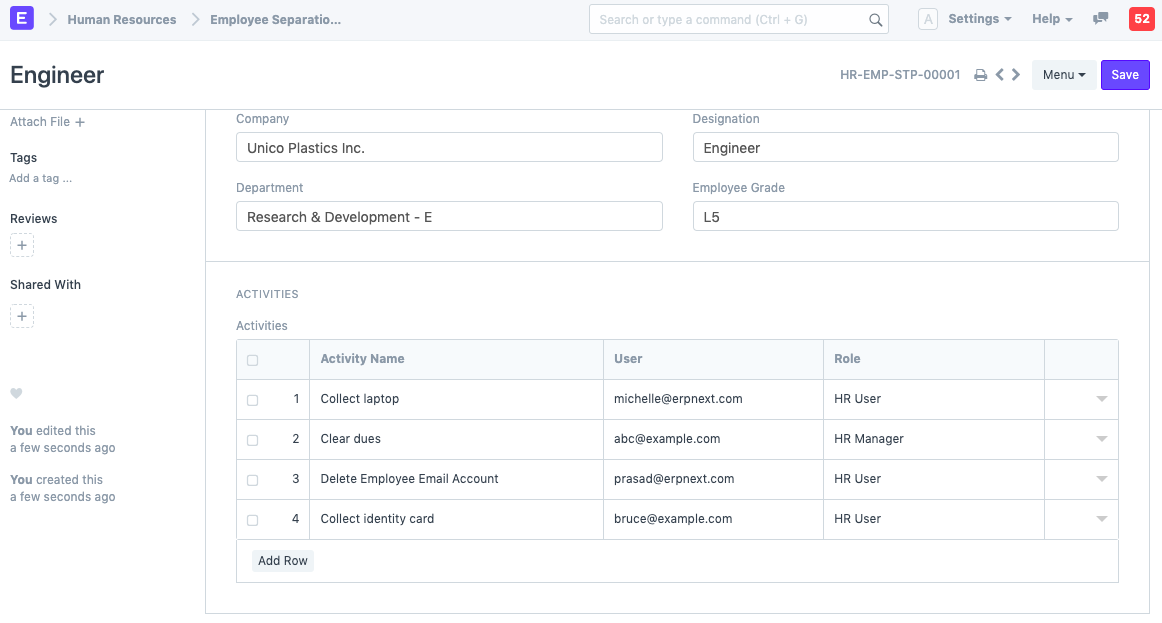 E Human Resources Employee Separatio... Search or type a command (Ctrl + G) A Settings Help 52
Engineer HR-EMP-STP-00001 Menu Save
Attach File +
Tags
Add a tag ...
Reviews
+
Shared With
+
You edited this
a few seconds ago
You created this
a few seconds ago
Company Designation
Unico Plastics Inc. Engineer
Department Employee Grade
Research & Development - E L5
ACTIVITIES
Activities
Activity Name User Role
1 Collect laptop michelle@erpnext.com HR User
2 Clear dues abc@example.com HR Manager
3 Delete Employee Email Account prasad@erpnext.com HR User
4 Collect identity card bruce@example.com HR User
Add Row